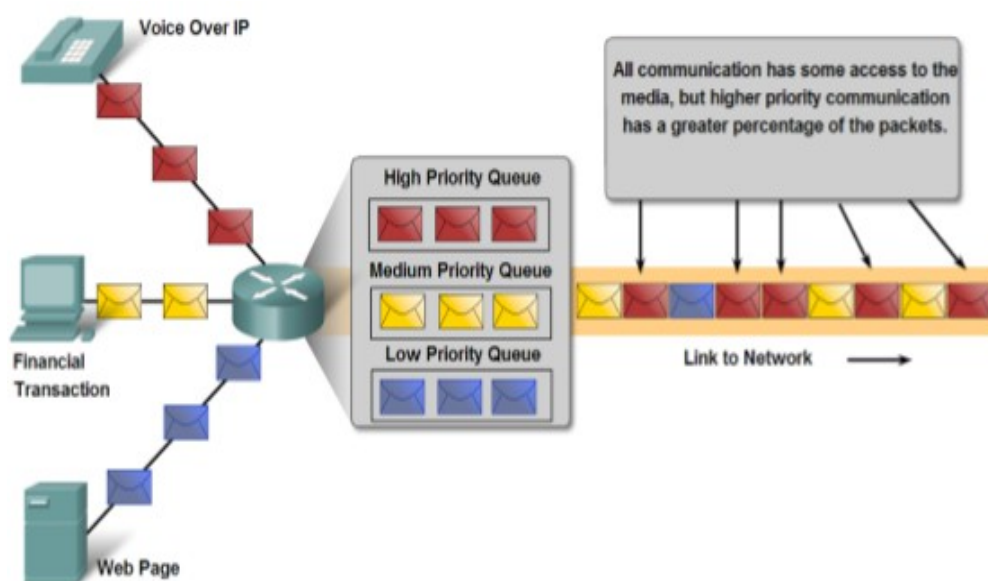 Voice Over IP
All communication has some access to the
media, but higher priority communication
has a greater percentage of the packets.
High Priority Queue
Medium Priority Queue
Financial
Transaction
Low Priority Queue
Link to Network
Web Page